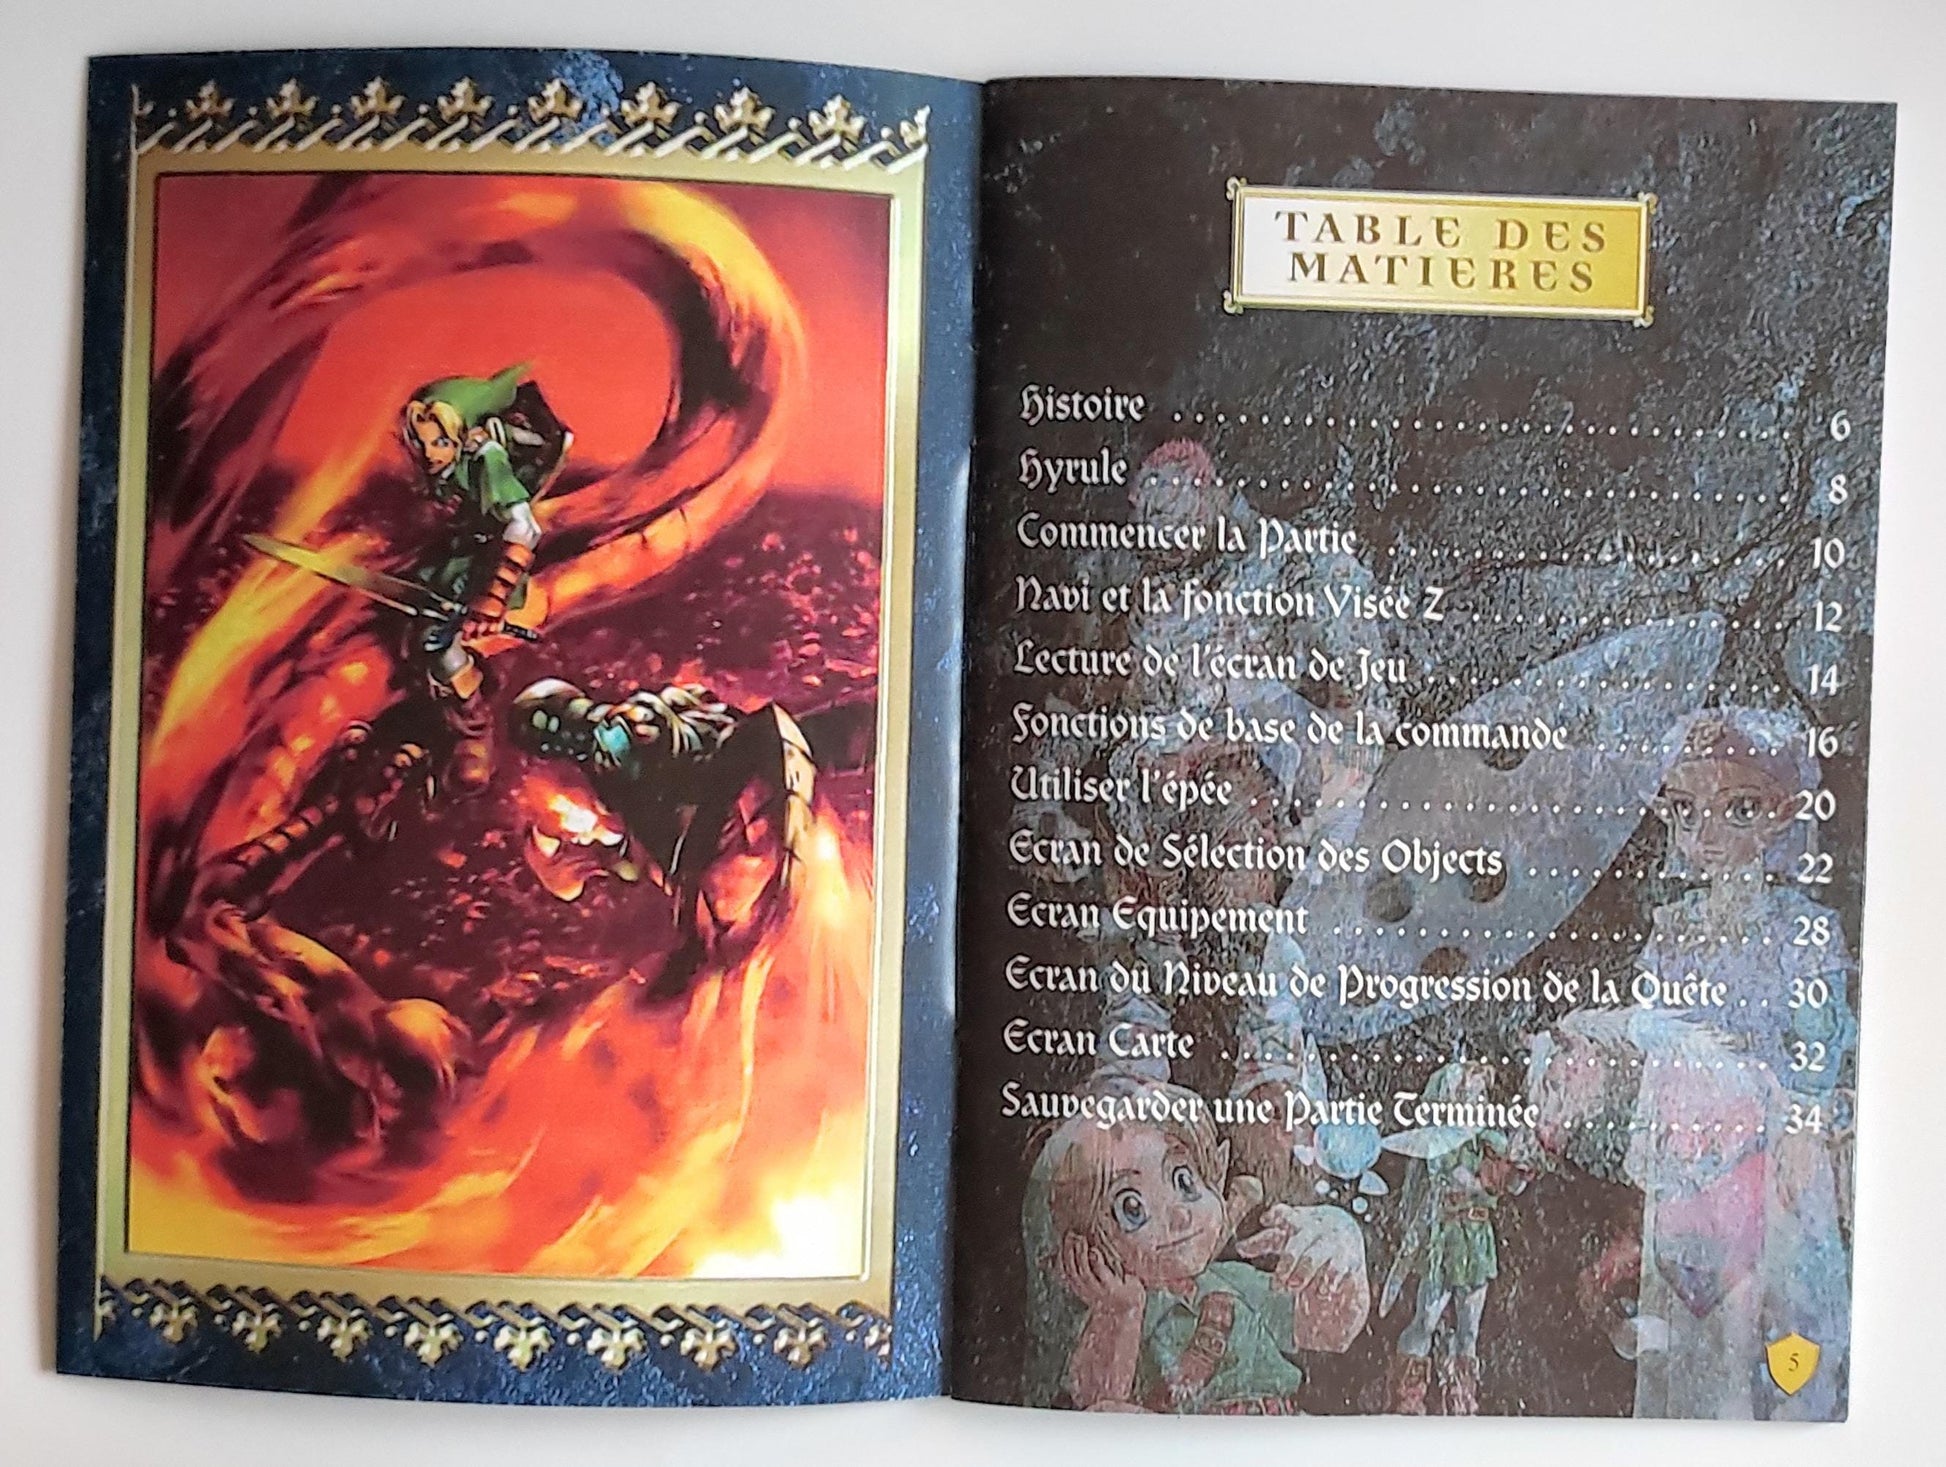 TABLE DES
MATIERES
Histoire . . . . . . . . . . . . . . . . . . . . . . . . . . . . 6
Hyrule . . . . . . . . . . . . . . . . . . . . . . . . . . . . 8
Commencer la Partie . . . . . . . . . . . . . . . . . 10
Navi et la fonction Visée Z . . . . . . . . . . . . . . 12
Lecture de l'écran de Jeu . . . . . . . . . . . . . . . 14
Fonctions de base de la commande . . . . . . . . 16
Utiliser l'épée . . . . . . . . . . . . . . . . . . . . . . . 20
Ecran de Sélection des Objects . . . . . . . . . . . 22
Ecran Equipement . . . . . . . . . . . . . . . . . . . . 28
Ecran du Niveau de Progression de la Quête . . 30
Ecran Carte . . . . . . . . . . . . . . . . . . . . . . . . 32
Sauvegarder une Partie Terminée . . . . . . . . . . 34
5